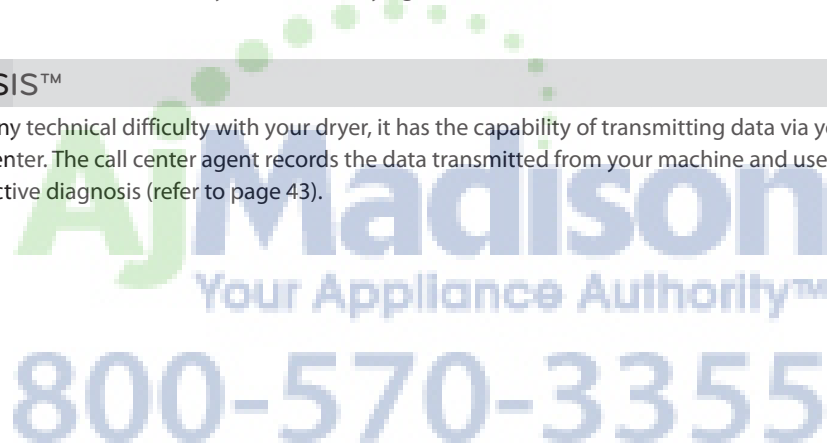 SIS™
ny technical difficulty with your dryer, it has the capability of transmitting data via y
enter. The call center agent records the data transmitted from your machine and use
ctive diagnosis (refer to page 43).
AjMadison
Your Appliance Authority™
800-570-3355